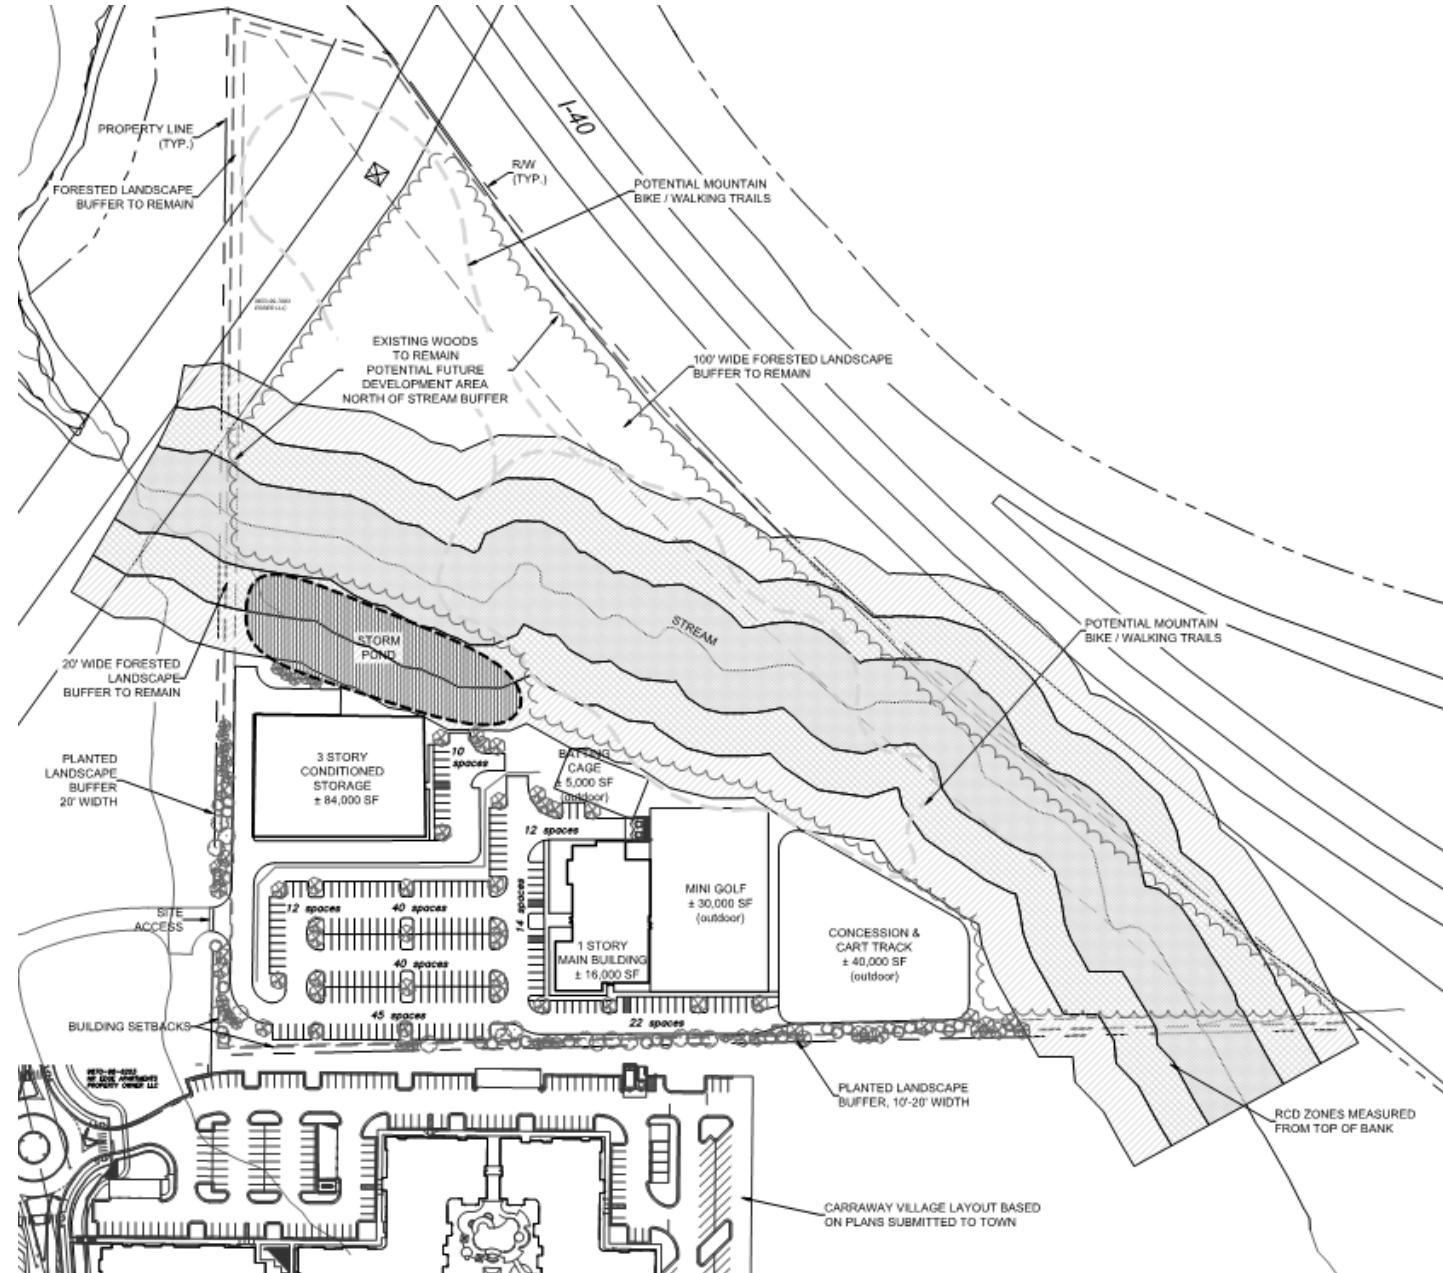 I-40
PROPERTY LINE
(TYP.)
R/W
(TYP.)
FORESTED LANDSCAPE
BUFFER TO REMAIN
POTENTIAL MOUNTAIN
BIKE / WALKING TRAILS
EXISTING WOODS
TO REMAIN
POTENTIAL FUTURE
DEVELOPMENT AREA
NORTH OF STREAM BUFFER
100' WIDE FORESTED LANDSCAPE
BUFFER TO REMAIN
STREAM
POTENTIAL MOUNTAIN
BIKE / WALKING TRAILS
STORM
POND
20' WIDE FORESTED
LANDSCAPE
BUFFER TO REMAIN
PLANTED
LANDSCAPE
BUFFER
20' WIDTH
3 STORY
CONDITIONED
STORAGE
± 84,000 SF
10
spaces
BATTING
CAGE
± 5,000 SF
(outdoor)
12 spaces
MINI GOLF
± 30,000 SF
(outdoor)
12 spaces
40 spaces
14 spaces
SITE
ACCESS
1 STORY
MAIN BUILDING
± 16,000 SF
CONCESSION &
CART TRACK
± 40,000 SF
(outdoor)
40 spaces
45 spaces
22 spaces
BUILDING SETBACKS
PLANTED LANDSCAPE
BUFFER, 10'-20' WIDTH
RCD ZONES MEASURED
FROM TOP OF BANK
PROPERTY OWNER LLC
CARRAWAY VILLAGE LAYOUT BASED
ON PLANS SUBMITTED TO TOWN